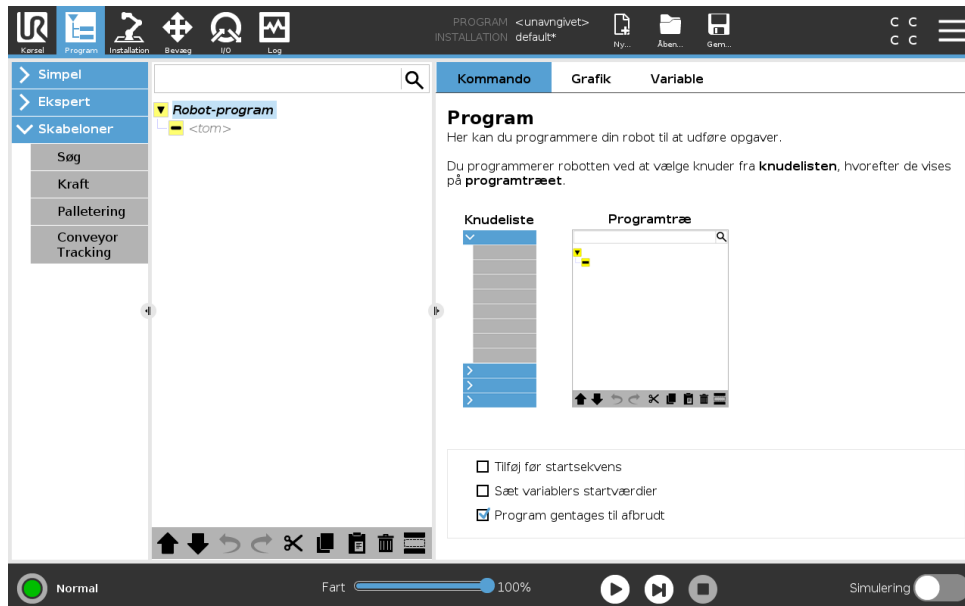 UR
Kørsel
Program
Installation
Bevæg
I/O
Log
PROGRAM <unavngivet>
INSTALLATION default*
Ny...
Åben...
Gem...
C C
C C
Simpel
Ekspert
Skabeloner
Søg
Kraft
Palletering
Conveyor
Tracking
Robot-program
<tom>
Kommando
Grafik
Variable
Program
Her kan du programmere din robot til at udføre opgaver.
Du programmerer robotten ved at vælge knuder fra knudelisten, hvorefter de vises
på programtræet.
Knudeliste
Programtræ
Tilføj før startsekvens
Sæt variablers startværdier
Program gentages til afbrudt
Normal
Fart
100%
Simulering